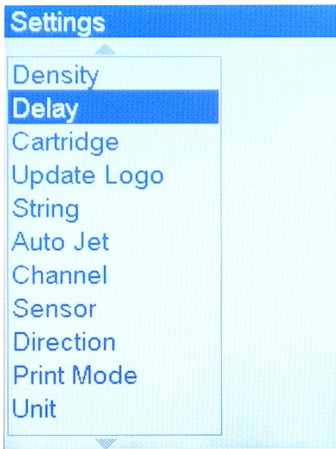 Settings
Density
Delay
Cartridge
Update Logo
String
Auto Jet
Channel
Sensor
Direction
Print Mode
Unit